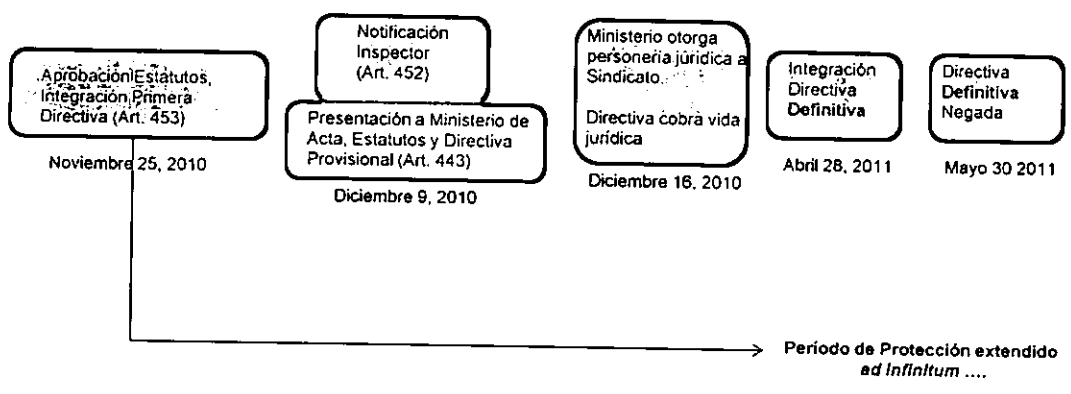 Aprobación Estatutos,
Integración Primera
Directiva (Art. 453)
Noviembre 25, 2010
Notificación
Inspector
(Art. 452)
Presentación a Ministerio de
Acta, Estatutos y Directiva
Provisional (Art. 443)
Diciembre 9, 2010
Ministerio otorga
personería jurídica a
Sindicato.
Directiva cobra vida
jurídica
Diciembre 16, 2010
Integración
Directiva
Definitiva
Abril 28, 2011
Directiva
Definitiva
Negada
Mayo 30 2011
Período de Protección extendido
ad Infinitum ....